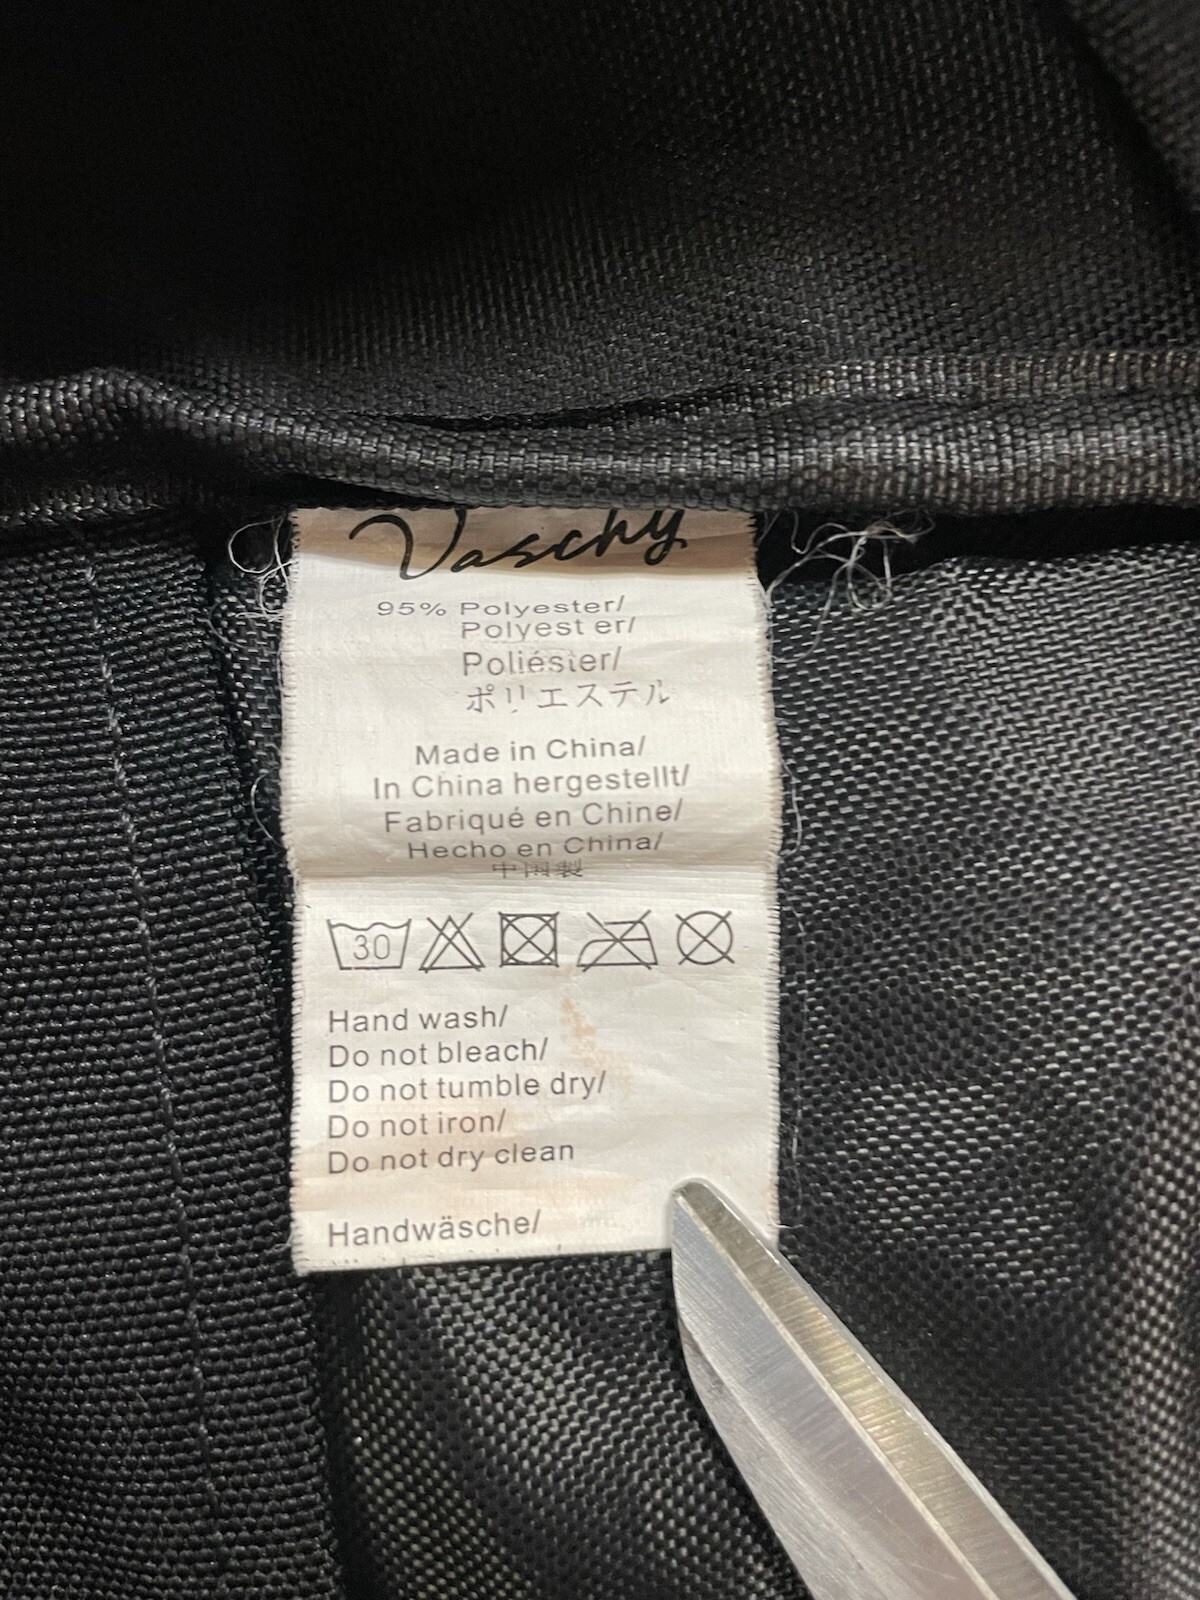 Vaschy
95% Polyester/
Polyest er/
Poliéster/
ポリエステル
Made in China/
In China hergestellt/
Fabriqué en Chine/
Hecho en China/
中国製
30
Hand wash/
Do not bleach/
Do not tumble dry/
Do not iron/
Do not dry clean
Handwäsche/